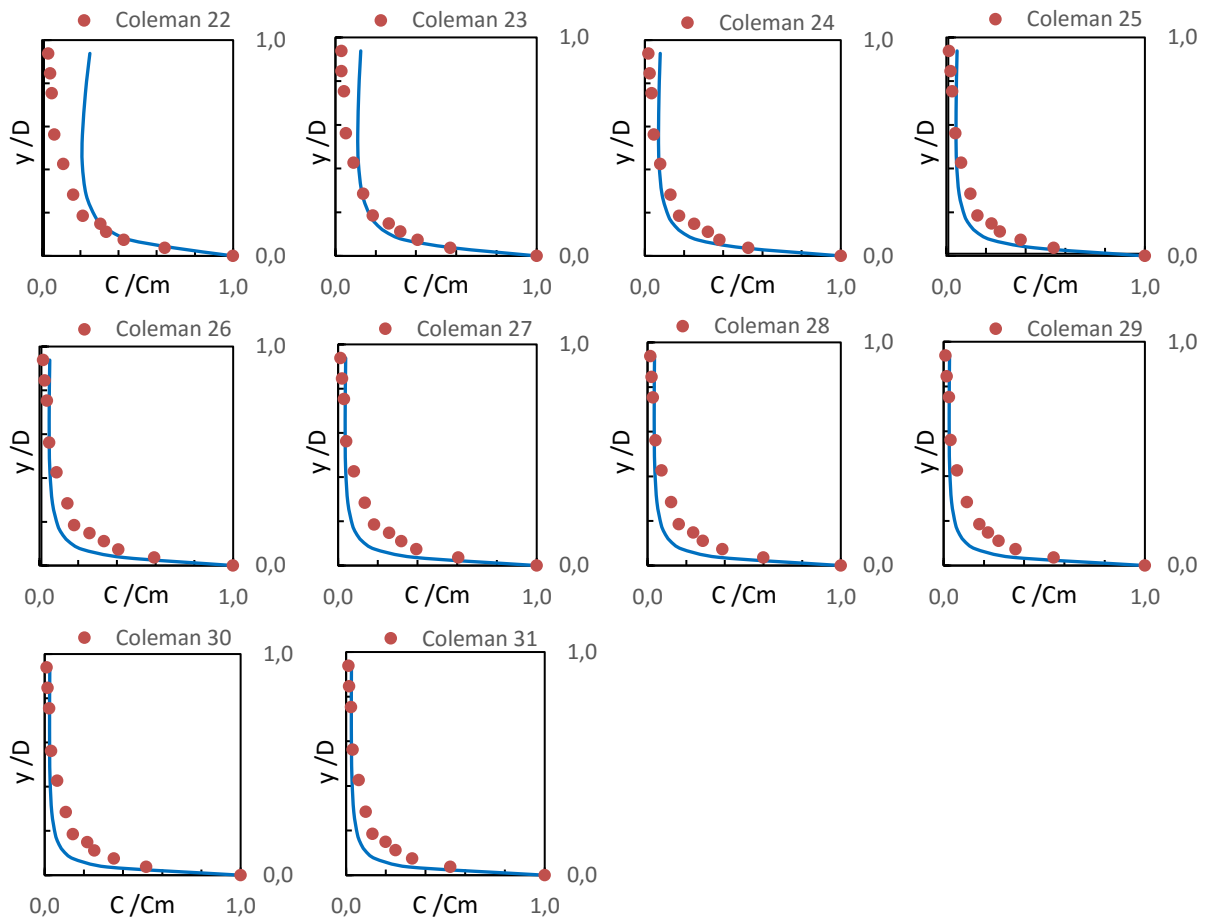 Coleman 22
1,0
y /D
0,0
0,0
C /Cm
1,0
Coleman 23
1,0
y /D
0,0
0,0
C /Cm
1,0
Coleman 24
1,0
y /D
0,0
0,0
C /Cm
1,0
Coleman 25
1,0
y /D
0,0
0,0
C /Cm
1,0
Coleman 26
1,0
y /D
0,0
0,0
C /Cm
1,0
Coleman 27
1,0
y /D
0,0
0,0
C /Cm
1,0
Coleman 28
1,0
y /D
0,0
0,0
C /Cm
1,0
Coleman 29
1,0
y /D
0,0
0,0
C /Cm
1,0
Coleman 30
1,0
y /D
0,0
0,0
C /Cm
1,0
Coleman 31
1,0
y /D
0,0
0,0
C /Cm
1,0